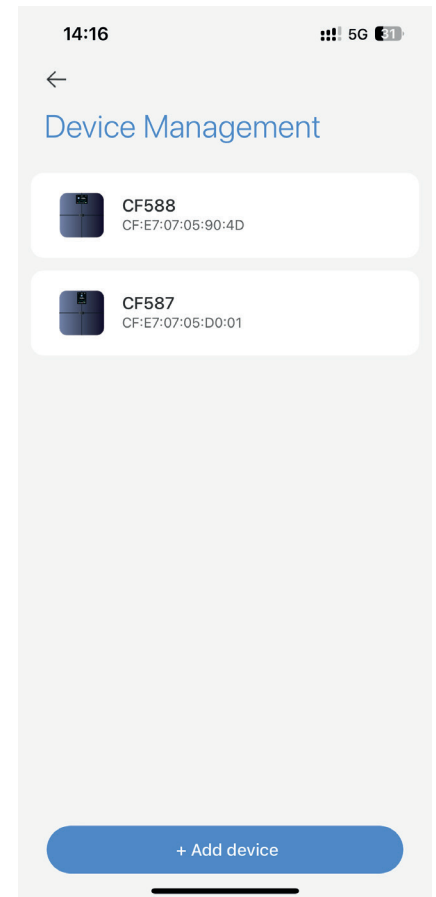 14:16
5G 31
Device Management
CF588
CF:E7:07:05:90:4D
CF587
CF:E7:07:05:D0:01
+ Add device